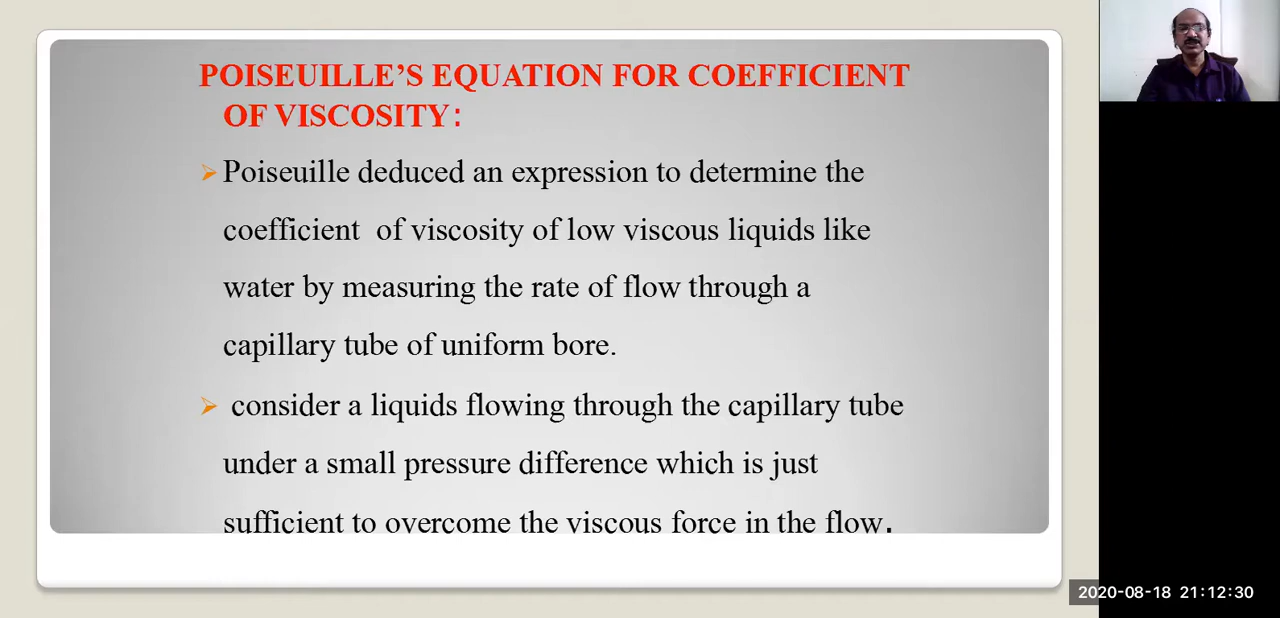 POISEUILLE’S EQUATION FOR COEFFICIENT
OF VISCOSITY:
Poiseuille deduced an expression to determine the
coefficient of viscosity of low viscous liquids like
water by measuring the rate of flow through a
capillary tube of uniform bore.
consider a liquids flowing through the capillary tube
under a small pressure difference which is just
sufficient to overcome the viscous force in the flow.
2020-08-18 21:12:30